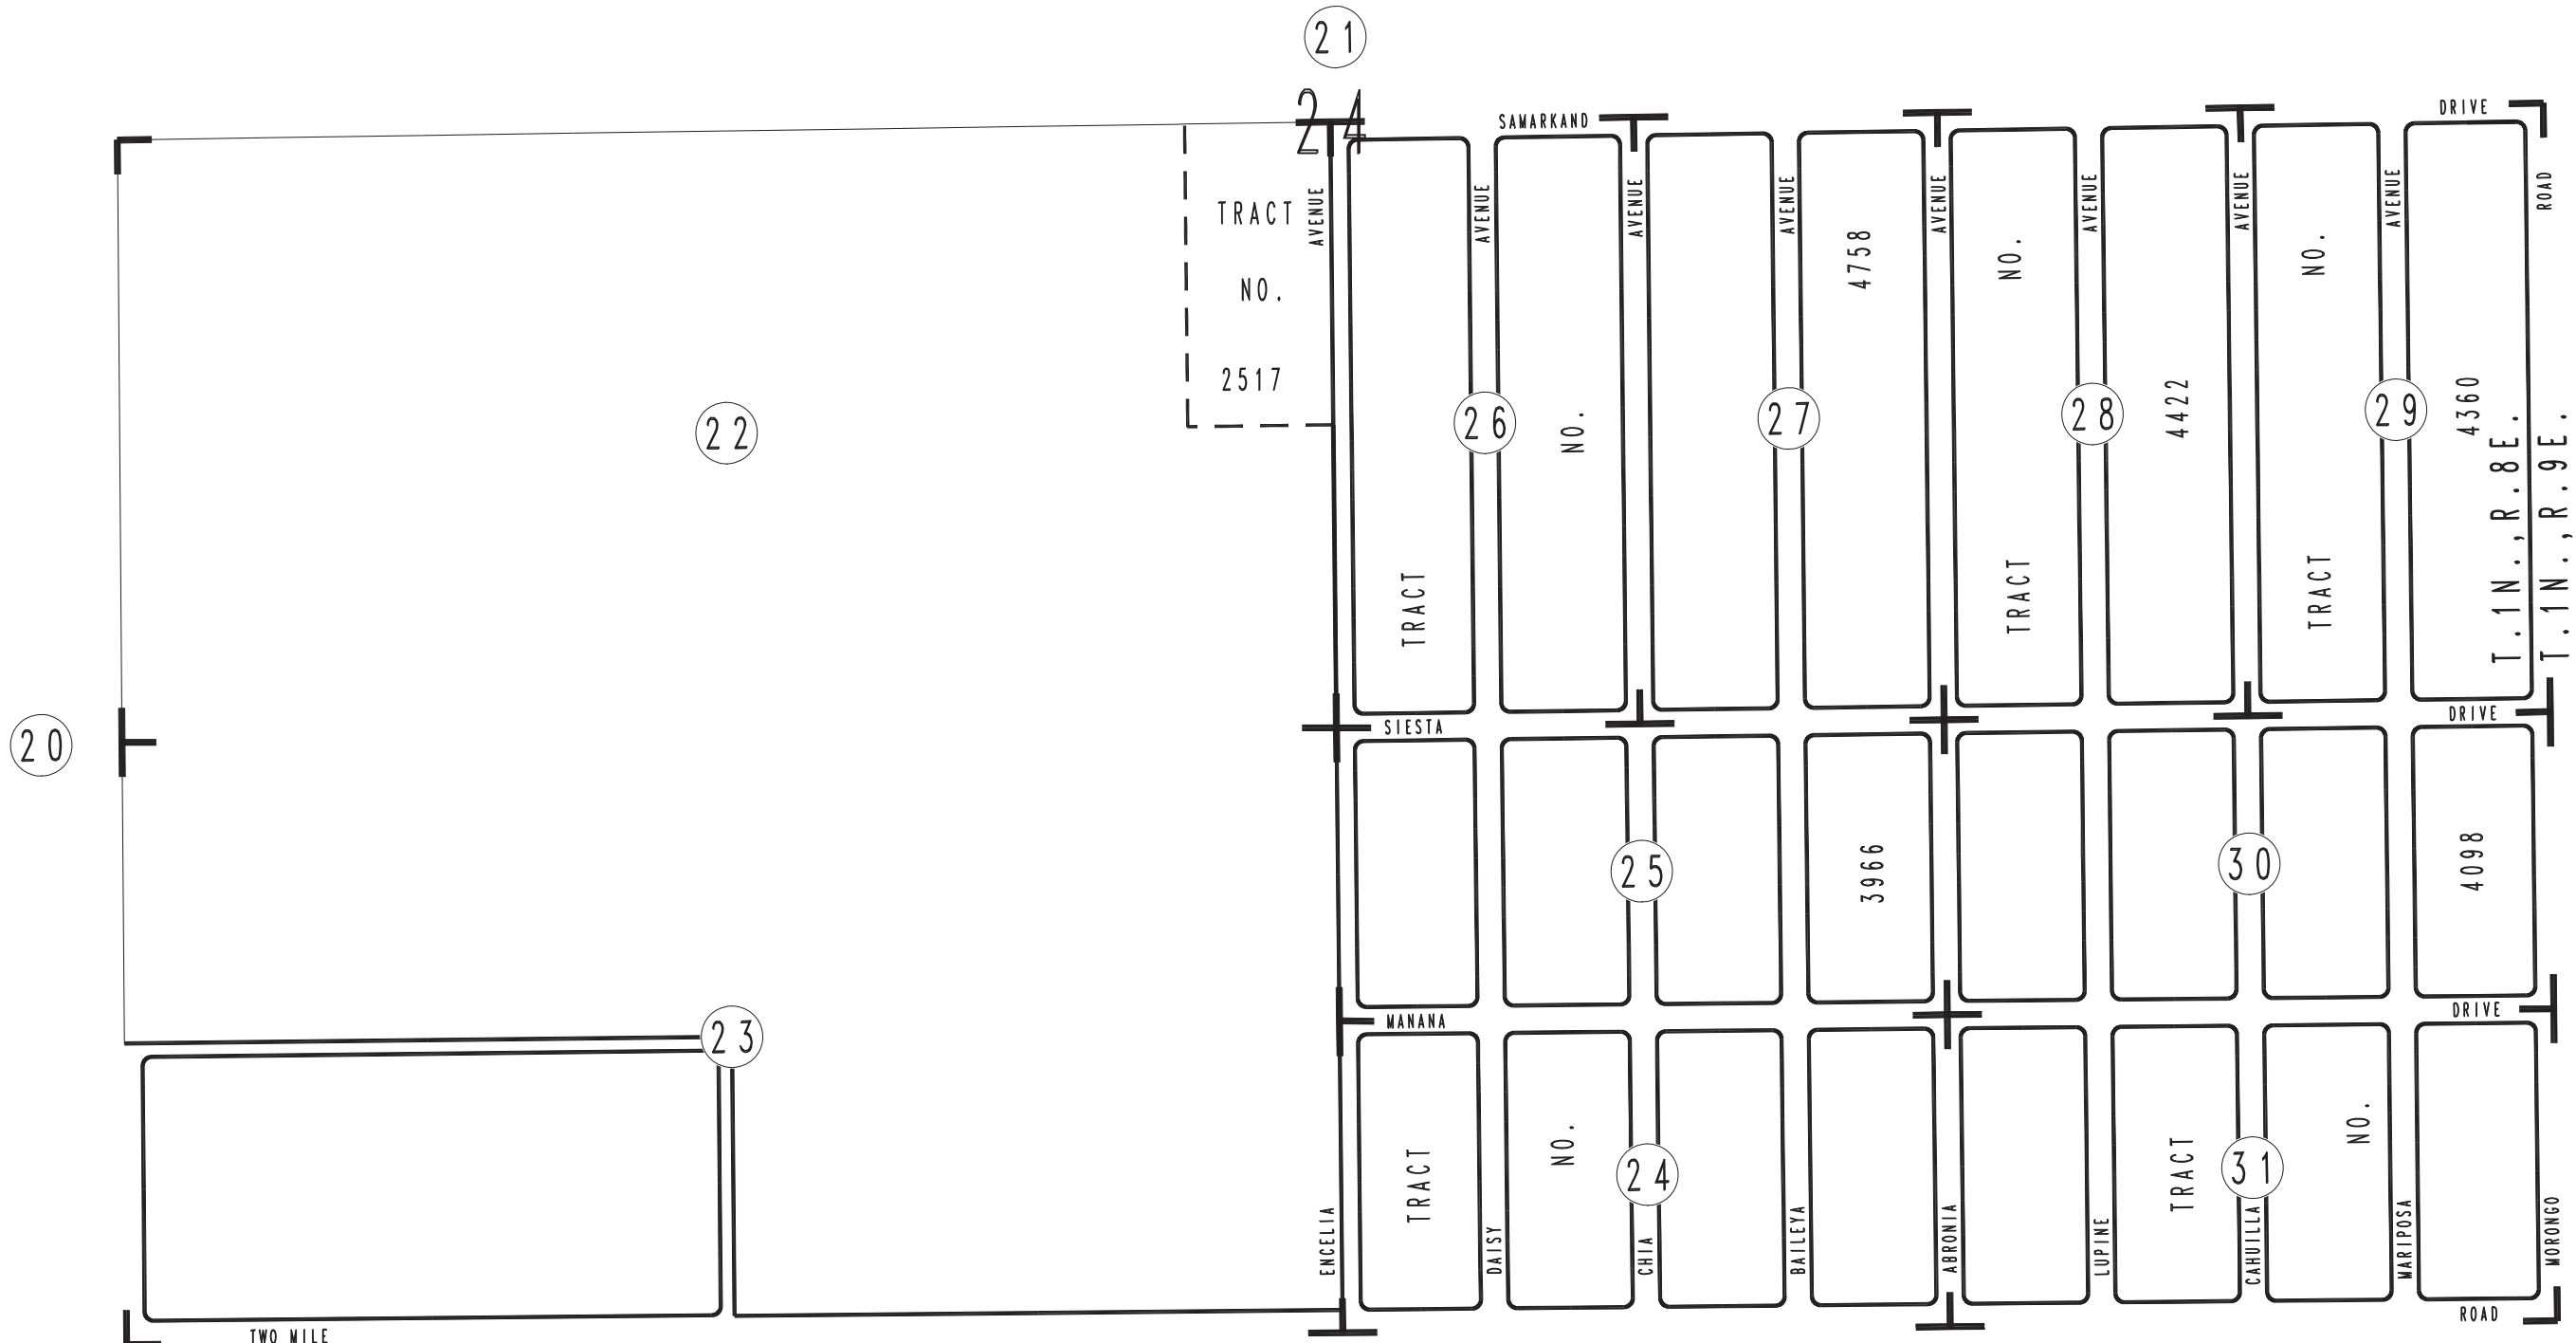 21
24
SAMARKAND DRIVE
AVENUE
AVENUE
AVENUE
AVENUE
AVENUE
AVENUE
AVENUE
AVENUE
ROAD
TRACT
NO.
2517
22
26
27
28
29
TRACT NO. 4758
TRACT NO. 4422
TRACT NO. 4360
T.1N.,R.8E.
T.1N.,R.9E.
20
SIESTA DRIVE
25
3966
30
4098
23
MANANA DRIVE
TRACT NO.
24
TRACT NO.
31
ENCELIA
DAISY
CHIA
BAILEYA
ABRONIA
LUPINE
CAHUILLA
MARIPOSA
MORONGO
TWO MILE ROAD